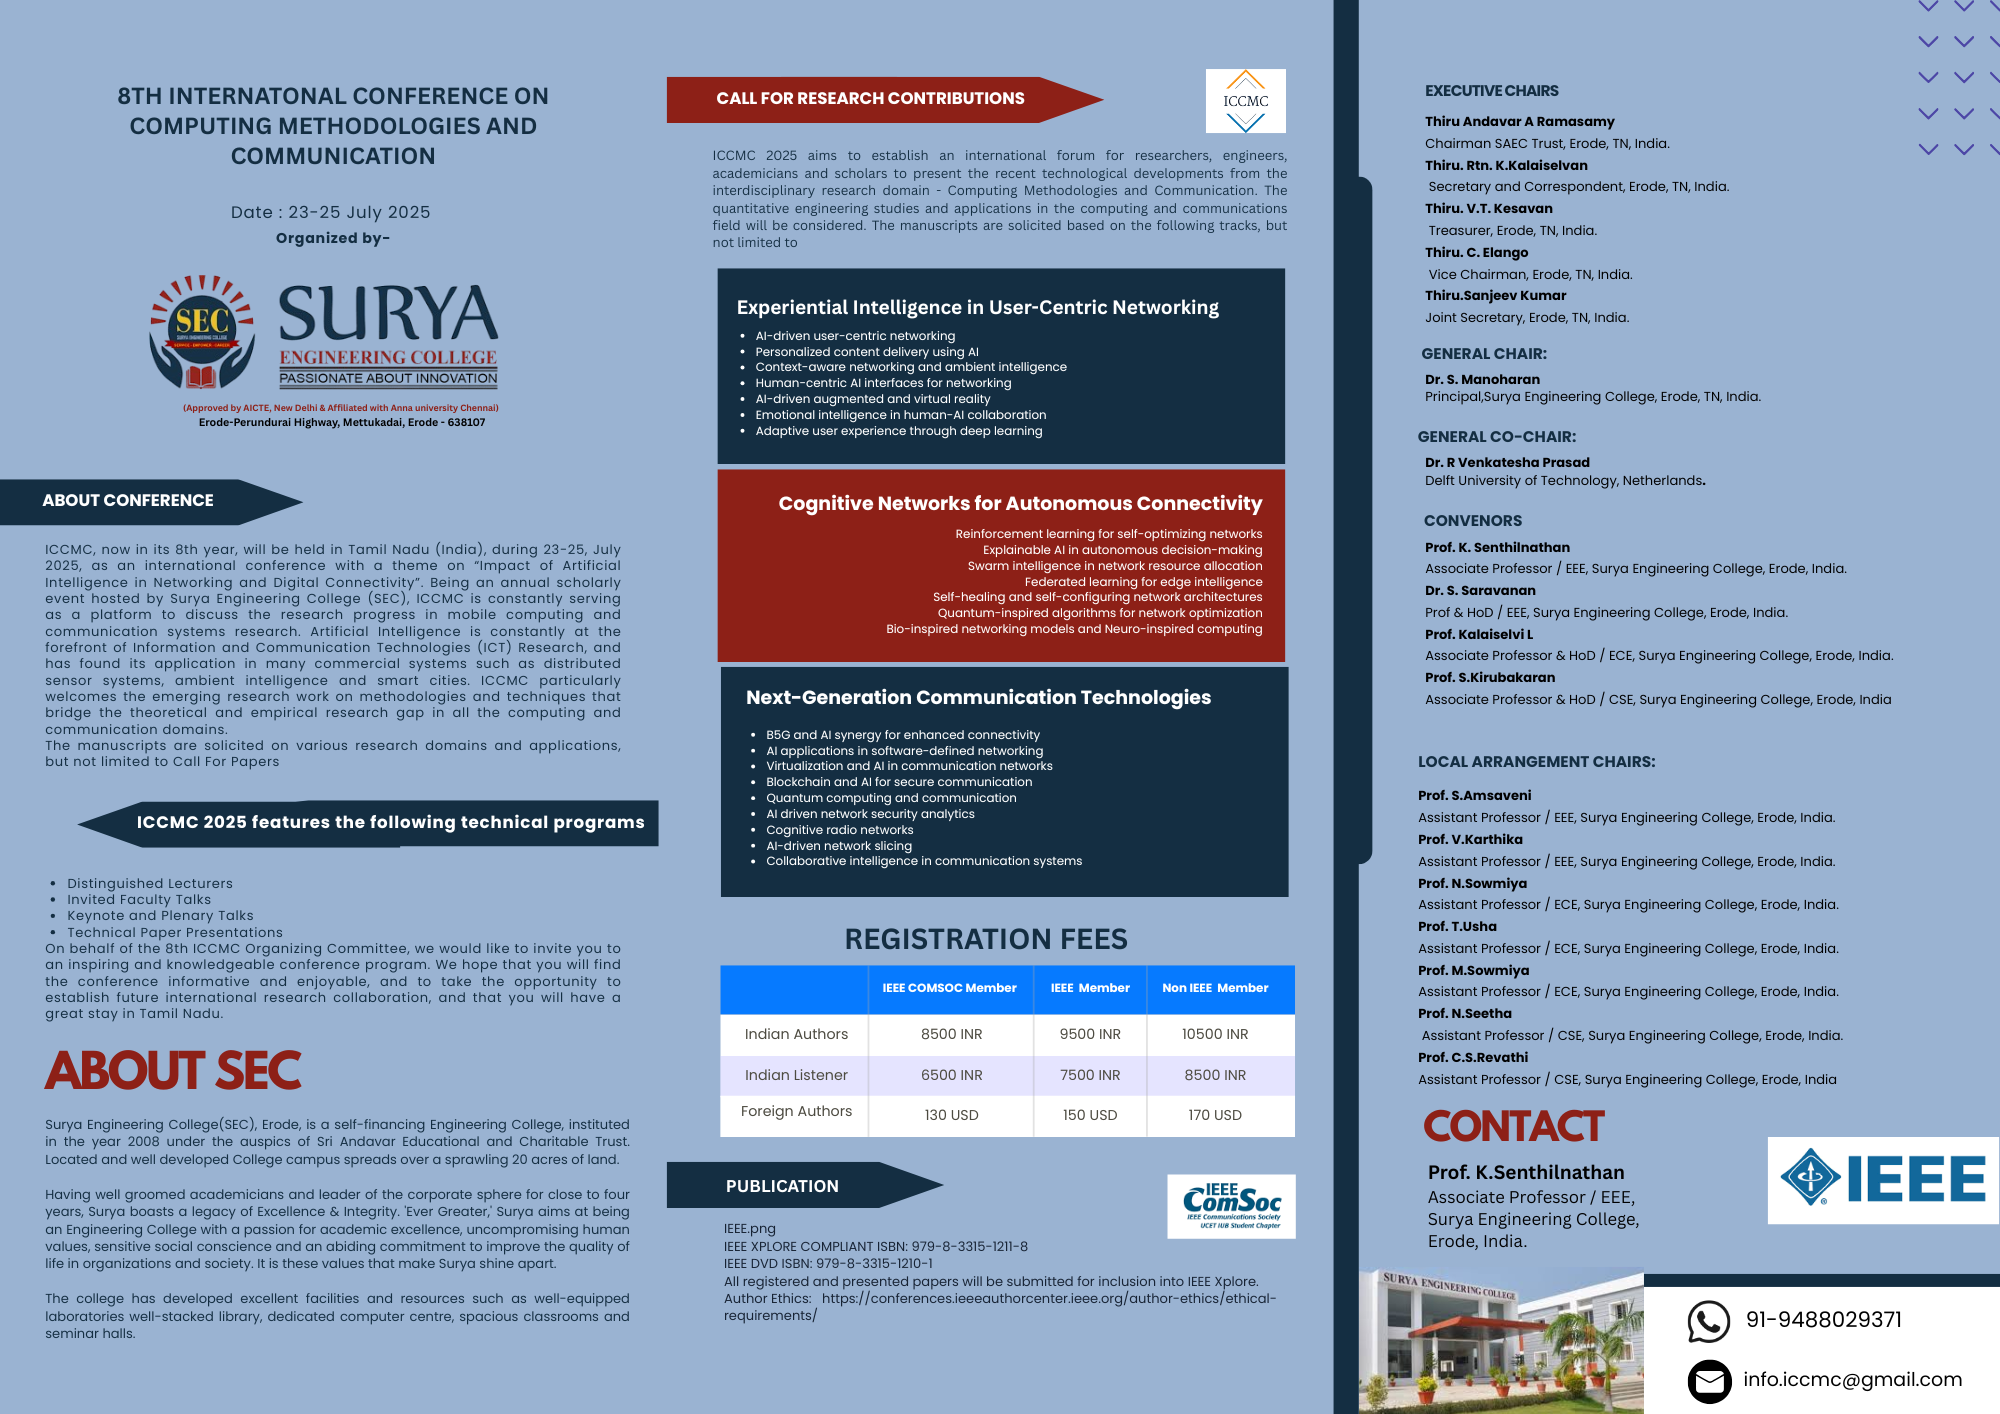 8TH INTERNATONAL CONFERENCE ON
COMPUTING METHODOLOGIES AND
COMMUNICATION
Date : 23-25 July 2025
Organized by-
SEC
SURYA ENGINEERING COLLEGE
SERVICE - EMPOWER - CAREER
SURYA
ENGINEERING COLLEGE
PASSIONATE ABOUT INNOVATION
(Approved by AICTE, New Delhi & Affiliated with Anna university Chennai)
Erode-Perundurai Highway, Mettukadai, Erode - 638107
ABOUT CONFERENCE
ICCMC, now in its 8th year, will be held in Tamil Nadu (India), during 23-25, July
2025, as an international conference with a theme on “Impact of Artificial
Intelligence in Networking and Digital Connectivity”. Being an annual scholarly
event hosted by Surya Engineering College (SEC), ICCMC is constantly serving
as a platform to discuss the research progress in mobile computing and
communication systems research. Artificial Intelligence is constantly at the
forefront of Information and Communication Technologies (ICT) Research, and
has found its application in many commercial systems such as distributed
sensor systems, ambient intelligence and smart cities. ICCMC particularly
welcomes the emerging research work on methodologies and techniques that
bridge the theoretical and empirical research gap in all the computing and
communication domains.
The manuscripts are solicited on various research domains and applications,
but not limited to Call For Papers
ICCMC 2025 features the following technical programs
• Distinguished Lecturers
• Invited Faculty Talks
• Keynote and Plenary Talks
• Technical Paper Presentations
On behalf of the 8th ICCMC Organizing Committee, we would like to invite you to
an inspiring and knowledgeable conference program. We hope that you will find
the conference informative and enjoyable, and to take the opportunity to
establish future international research collaboration, and that you will have a
great stay in Tamil Nadu.
ABOUT SEC
Surya Engineering College(SEC), Erode, is a self-financing Engineering College, instituted
in the year 2008 under the auspics of Sri Andavar Educational and Charitable Trust.
Located and well developed College campus spreads over a sprawling 20 acres of land.
Having well groomed academicians and leader of the corporate sphere for close to four
years, Surya boasts a legacy of Excellence & Integrity. 'Ever Greater,' Surya aims at being
an Engineering College with a passion for academic excellence, uncompromising human
values, sensitive social conscience and an abiding commitment to improve the quality of
life in organizations and society. It is these values that make Surya shine apart.
The college has developed excellent facilities and resources such as well-equipped
laboratories well-stacked library, dedicated computer centre, spacious classrooms and
seminar halls.
CALL FOR RESEARCH CONTRIBUTIONS
ICCMC
ICCMC 2025 aims to establish an international forum for researchers, engineers,
academicians and scholars to present the recent technological developments from the
interdisciplinary research domain - Computing Methodologies and Communication. The
quantitative engineering studies and applications in the computing and communications
field will be considered. The manuscripts are solicited based on the following tracks, but
not limited to
Experiential Intelligence in User-Centric Networking
• AI-driven user-centric networking
• Personalized content delivery using AI
• Context-aware networking and ambient intelligence
• Human-centric AI interfaces for networking
• AI-driven augmented and virtual reality
• Emotional intelligence in human-AI collaboration
• Adaptive user experience through deep learning
Cognitive Networks for Autonomous Connectivity
Reinforcement learning for self-optimizing networks
Explainable AI in autonomous decision-making
Swarm intelligence in network resource allocation
Federated learning for edge intelligence
Self-healing and self-configuring network architectures
Quantum-inspired algorithms for network optimization
Bio-inspired networking models and Neuro-inspired computing
Next-Generation Communication Technologies
• B5G and AI synergy for enhanced connectivity
• AI applications in software-defined networking
• Virtualization and AI in communication networks
• Blockchain and AI for secure communication
• Quantum computing and communication
• AI driven network security analytics
• Cognitive radio networks
• AI-driven network slicing
• Collaborative intelligence in communication systems
REGISTRATION FEES
IEEE COMSOC Member IEEE Member Non IEEE Member
Indian Authors 8500 INR 9500 INR 10500 INR
Indian Listener 6500 INR 7500 INR 8500 INR
Foreign Authors 130 USD 150 USD 170 USD
PUBLICATION
IEEE
ComSoc
IEEE Communications Society
UCET IUB Student Chapter
IEEE.png
IEEE XPLORE COMPLIANT ISBN: 979-8-3315-1211-8
IEEE DVD ISBN: 979-8-3315-1210-1
All registered and presented papers will be submitted for inclusion into IEEE Xplore.
Author Ethics: https://conferences.ieeeauthorcenter.ieee.org/author-ethics/ethical-
requirements/
EXECUTIVE CHAIRS
Thiru Andavar A Ramasamy
Chairman SAEC Trust, Erode, TN, India.
Thiru. Rtn. K.Kalaiselvan
Secretary and Correspondent, Erode, TN, India.
Thiru. V.T. Kesavan
Treasurer, Erode, TN, India.
Thiru. C. Elango
Vice Chairman, Erode, TN, India.
Thiru.Sanjeev Kumar
Joint Secretary, Erode, TN, India.
GENERAL CHAIR:
Dr. S. Manoharan
Principal,Surya Engineering College, Erode, TN, India.
GENERAL CO-CHAIR:
Dr. R Venkatesha Prasad
Delft University of Technology, Netherlands.
CONVENORS
Prof. K. Senthilnathan
Associate Professor / EEE, Surya Engineering College, Erode, India.
Dr. S. Saravanan
Prof & HoD / EEE, Surya Engineering College, Erode, India.
Prof. Kalaiselvi L
Associate Professor & HoD / ECE, Surya Engineering College, Erode, India.
Prof. S.Kirubakaran
Associate Professor & HoD / CSE, Surya Engineering College, Erode, India
LOCAL ARRANGEMENT CHAIRS:
Prof. S.Amsaveni
Assistant Professor / EEE, Surya Engineering College, Erode, India.
Prof. V.Karthika
Assistant Professor / EEE, Surya Engineering College, Erode, India.
Prof. N.Sowmiya
Assistant Professor / ECE, Surya Engineering College, Erode, India.
Prof. T.Usha
Assistant Professor / ECE, Surya Engineering College, Erode, India.
Prof. M.Sowmiya
Assistant Professor / ECE, Surya Engineering College, Erode, India.
Prof. N.Seetha
Assistant Professor / CSE, Surya Engineering College, Erode, India.
Prof. C.S.Revathi
Assistant Professor / CSE, Surya Engineering College, Erode, India
CONTACT
Prof. K.Senthilnathan
Associate Professor / EEE,
Surya Engineering College,
Erode, India.
IEEE
SURYA ENGINEERING COLLEGE
91-9488029371
info.iccmc@gmail.com